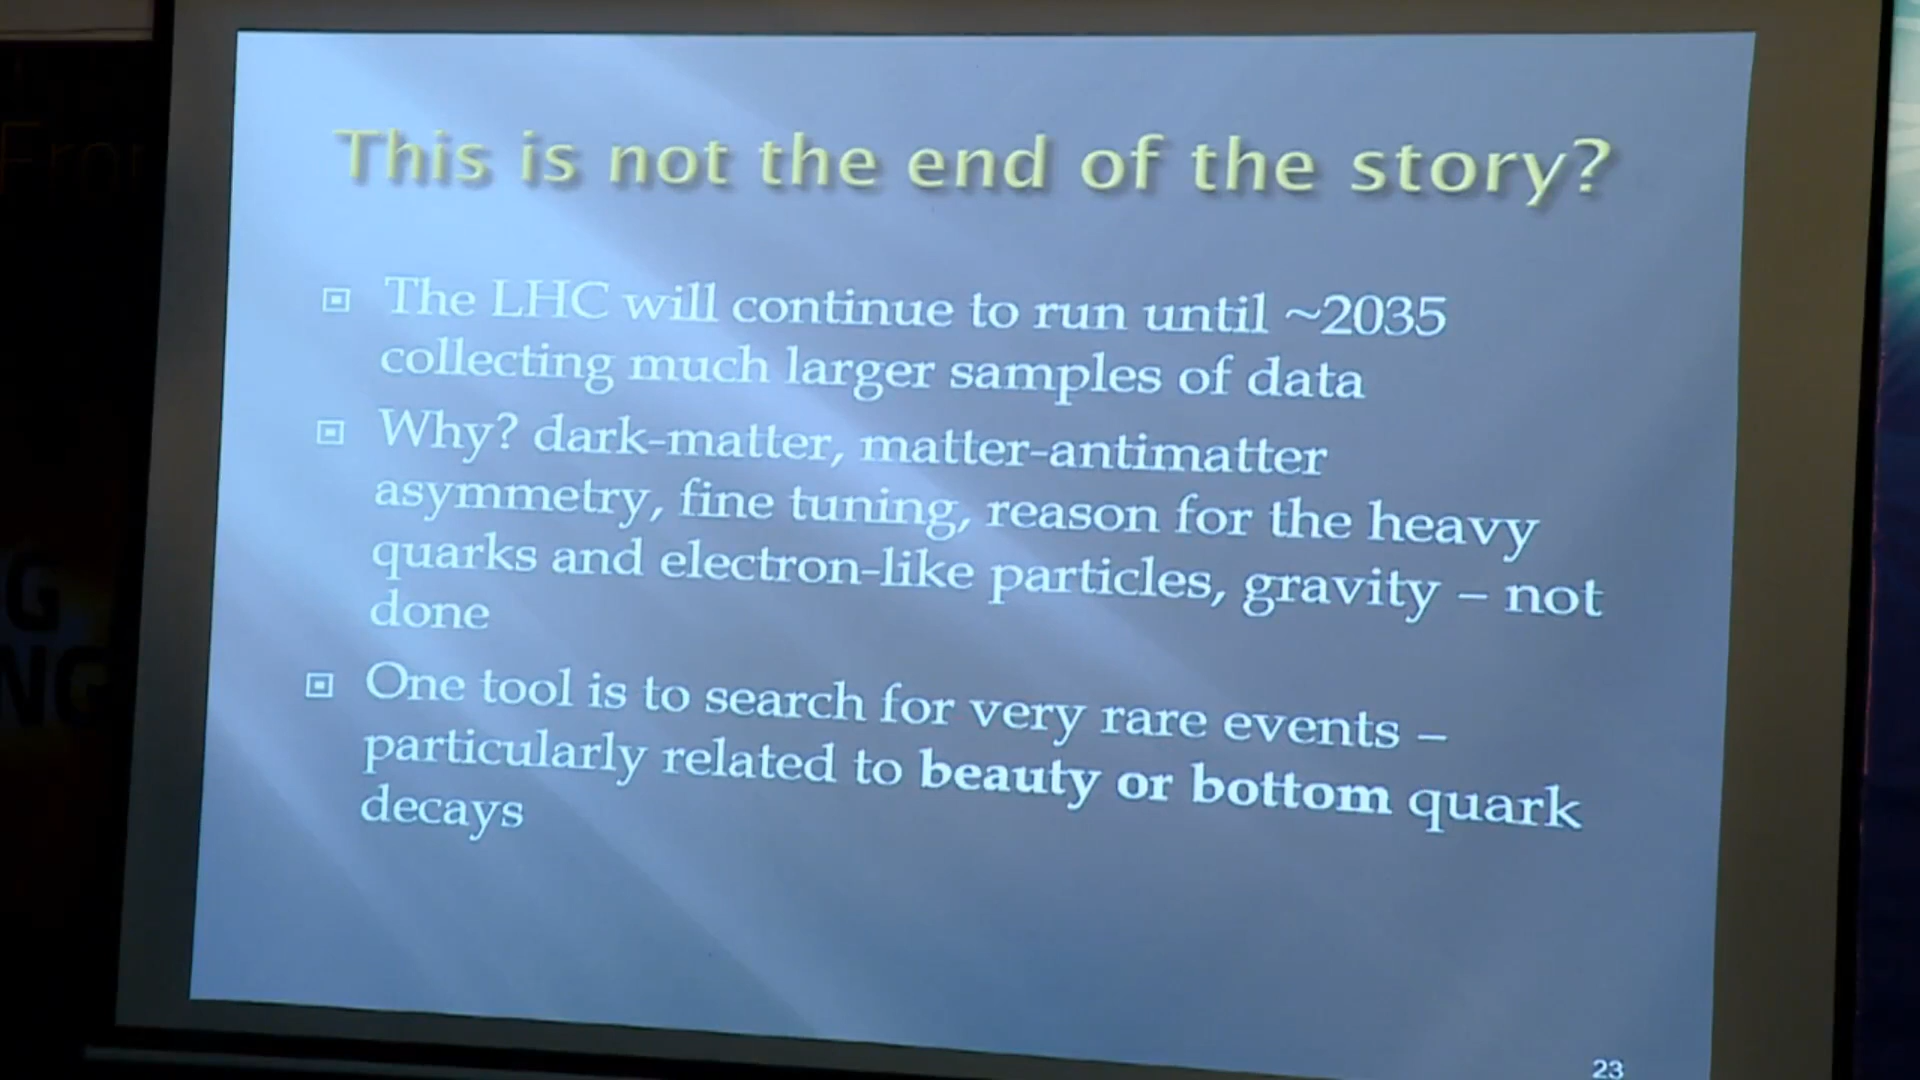 This is not the end of the story?
The LHC will continue to run until ~2035
collecting much larger samples of data
Why? dark-matter, matter-antimatter
asymmetry, fine tuning, reason for the heavy
quarks and electron-like particles, gravity – not
done
One tool is to search for very rare events –
particularly related to beauty or bottom quark
decays
23